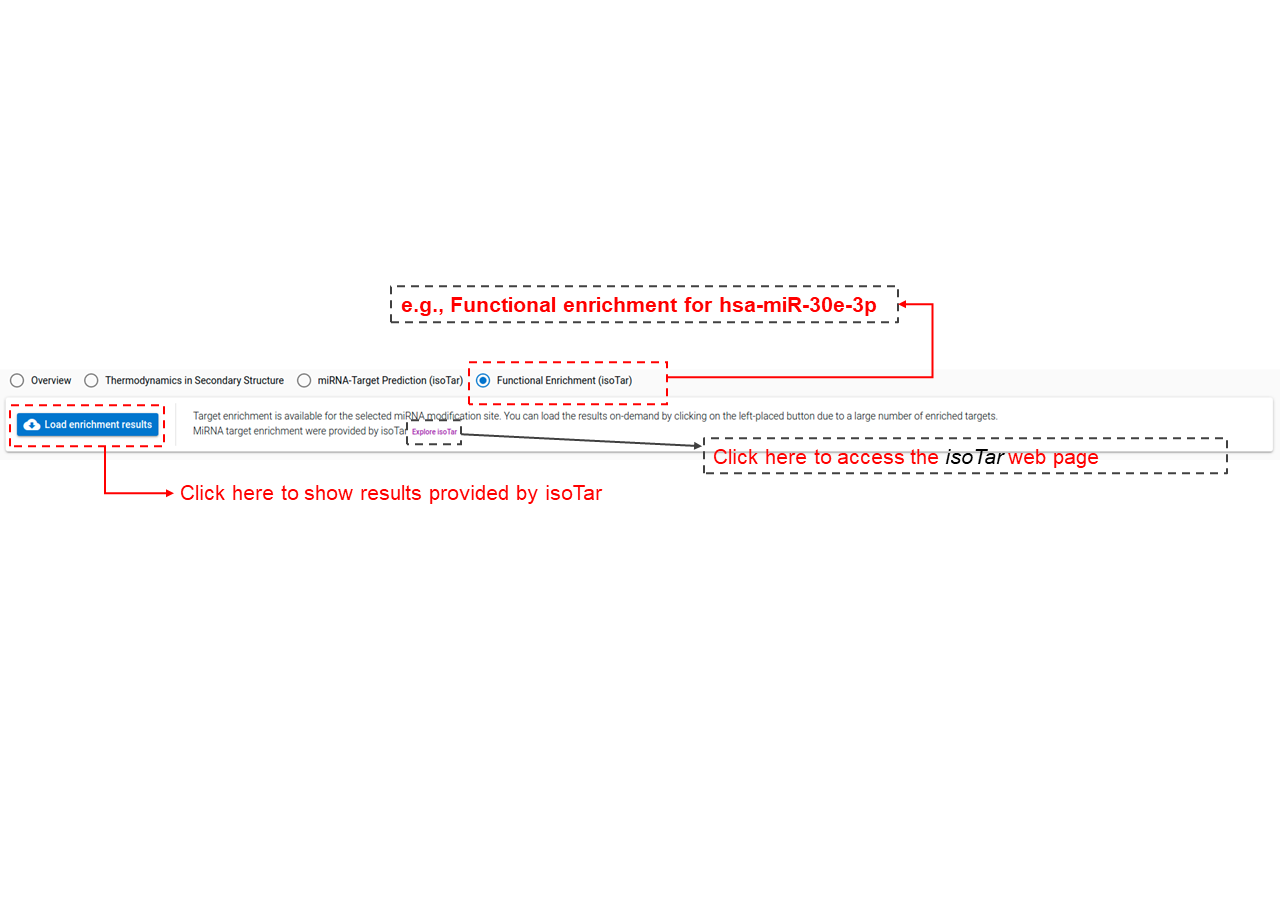 e.g., Functional enrichment for hsa-miR-30e-3p
Overview Thermodynamics in Secondary Structure miRNA-Target Prediction (isoTar) Functional Enrichment (isoTar)
Load enrichment results
Target enrichment is available for the selected miRNA modification site. You can load the results on-demand by clicking on the left-placed button due to a large number of enriched targets.
MiRNA target enrichment were provided by isoTar Explore isoTar
Click here to access the isoTar web page
Click here to show results provided by isoTar